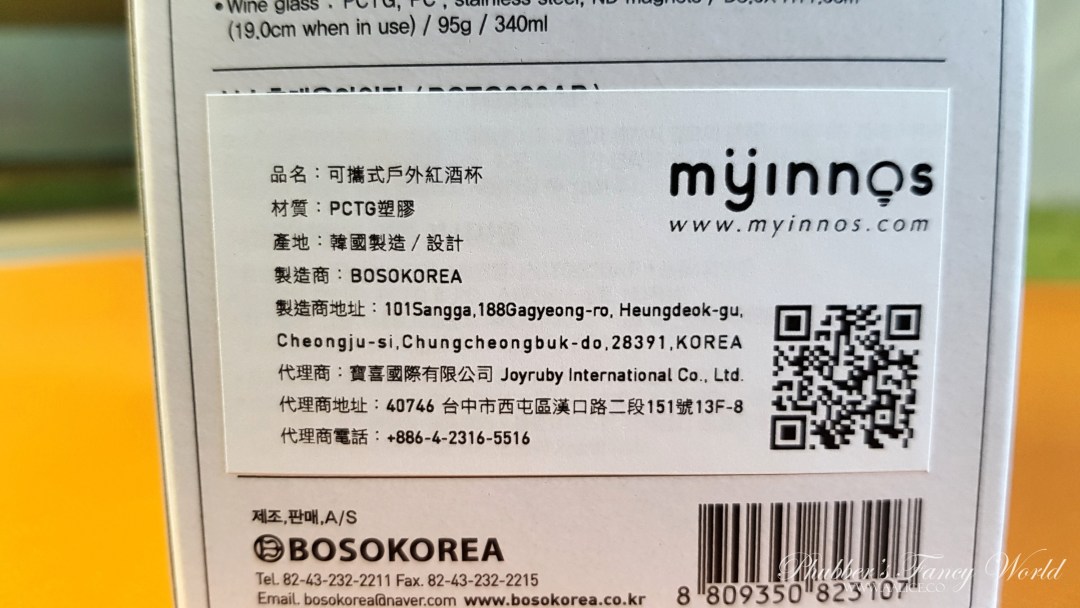 • Wine glass : PCTG, PC, stainless steel, ND magnets /
(19.0cm when in use) / 95g / 340ml
品名：可攜式戶外紅酒杯
材質：PCTG塑膠
產地：韓國製造 / 設計
製造商：BOSOKOREA
製造商地址：101Sangga,188Gagyeong-ro, Heungdeok-gu,
Cheongju-si,Chungcheongbuk-do,28391,KOREA
代理商：寶喜國際有限公司 Joyruby International Co., Ltd.
代理商地址：40746 台中市西屯區漢口路二段151號13F-8
代理商電話：+886-4-2316-5516
mÿınnos
www.myinnos.com
제조,판매,A/S
BOSOKOREA
Tel. 82-43-232-2211 Fax. 82-43-232-2215
Email. bosokorea@naver.com www.bosokorea.co.kr
8 809350 823107
Phubber's Fancy World